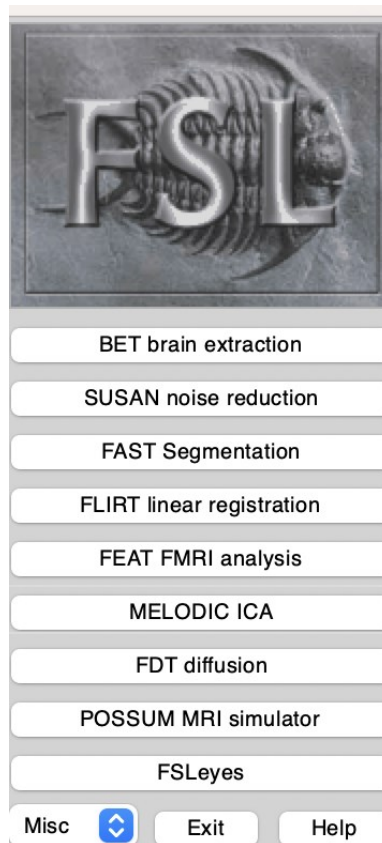 FSL
BET brain extraction
SUSAN noise reduction
FAST Segmentation
FLIRT linear registration
FEAT FMRI analysis
MELODIC ICA
FDT diffusion
POSSUM MRI simulator
FSLeyes
Misc Exit Help